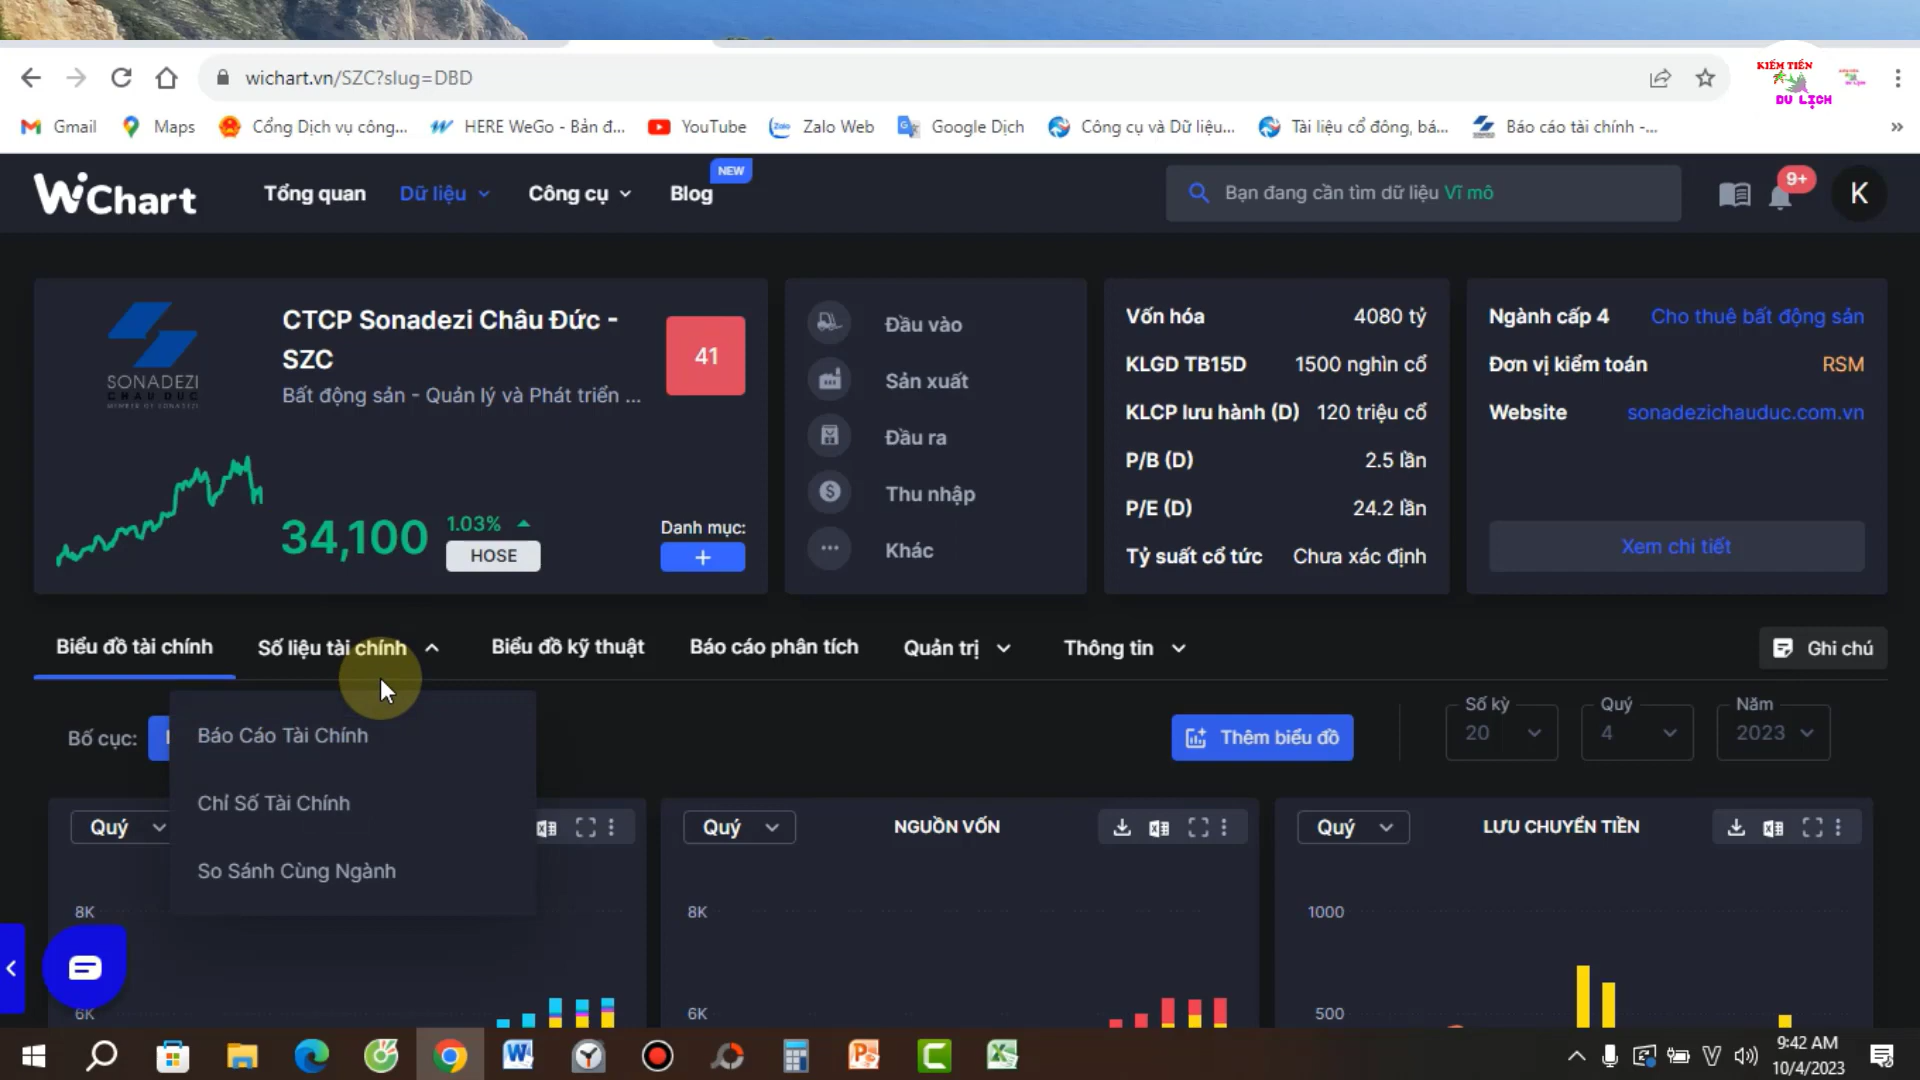 wichart.vn/SZC?slug=DBD
KIẾM TIỀN
DU LỊCH
Gmail
Maps
Cổng Dịch vụ công...
HERE WeGo - Bản đ...
YouTube
Zalo Web
Google Dịch
Công cụ và Dữ liệu...
Tài liệu cổ đông, bá...
Báo cáo tài chính -...
»
WiChart
Tổng quan
Dữ liệu
Công cụ
Blog
NEW
Bạn đang cần tìm dữ liệu Vĩ mô
9+
K
SONADEZI
CHAU DUC
MEMBER OF SONADEZI
CTCP Sonadezi Châu Đức -
SZC
Bất động sản - Quản lý và Phát triển ...
41
34,100
1.03%
HOSE
Danh mục:
+
Đầu vào
Sản xuất
Đầu ra
Thu nhập
Khác
Vốn hóa 4080 tỷ
KLGD TB15D 1500 nghìn cổ
KLCP lưu hành (D) 120 triệu cổ
P/B (D) 2.5 lần
P/E (D) 24.2 lần
Tỷ suất cổ tức Chưa xác định
Ngành cấp 4 Cho thuê bất động sản
Đơn vị kiểm toán RSM
Website sonadezichauduc.com.vn
Xem chi tiết
Biểu đồ tài chính
Số liệu tài chính
Biểu đồ kỹ thuật
Báo cáo phân tích
Quản trị
Thông tin
Ghi chú
Báo Cáo Tài Chính
Chỉ Số Tài Chính
So Sánh Cùng Ngành
Bố cục:
Thêm biểu đồ
Số kỳ
20
Quý
4
Năm
2023
Quý
8K
6K
Quý
NGUỒN VỐN
8K
6K
Quý
LƯU CHUYỂN TIỀN
1000
500
9:42 AM
10/4/2023